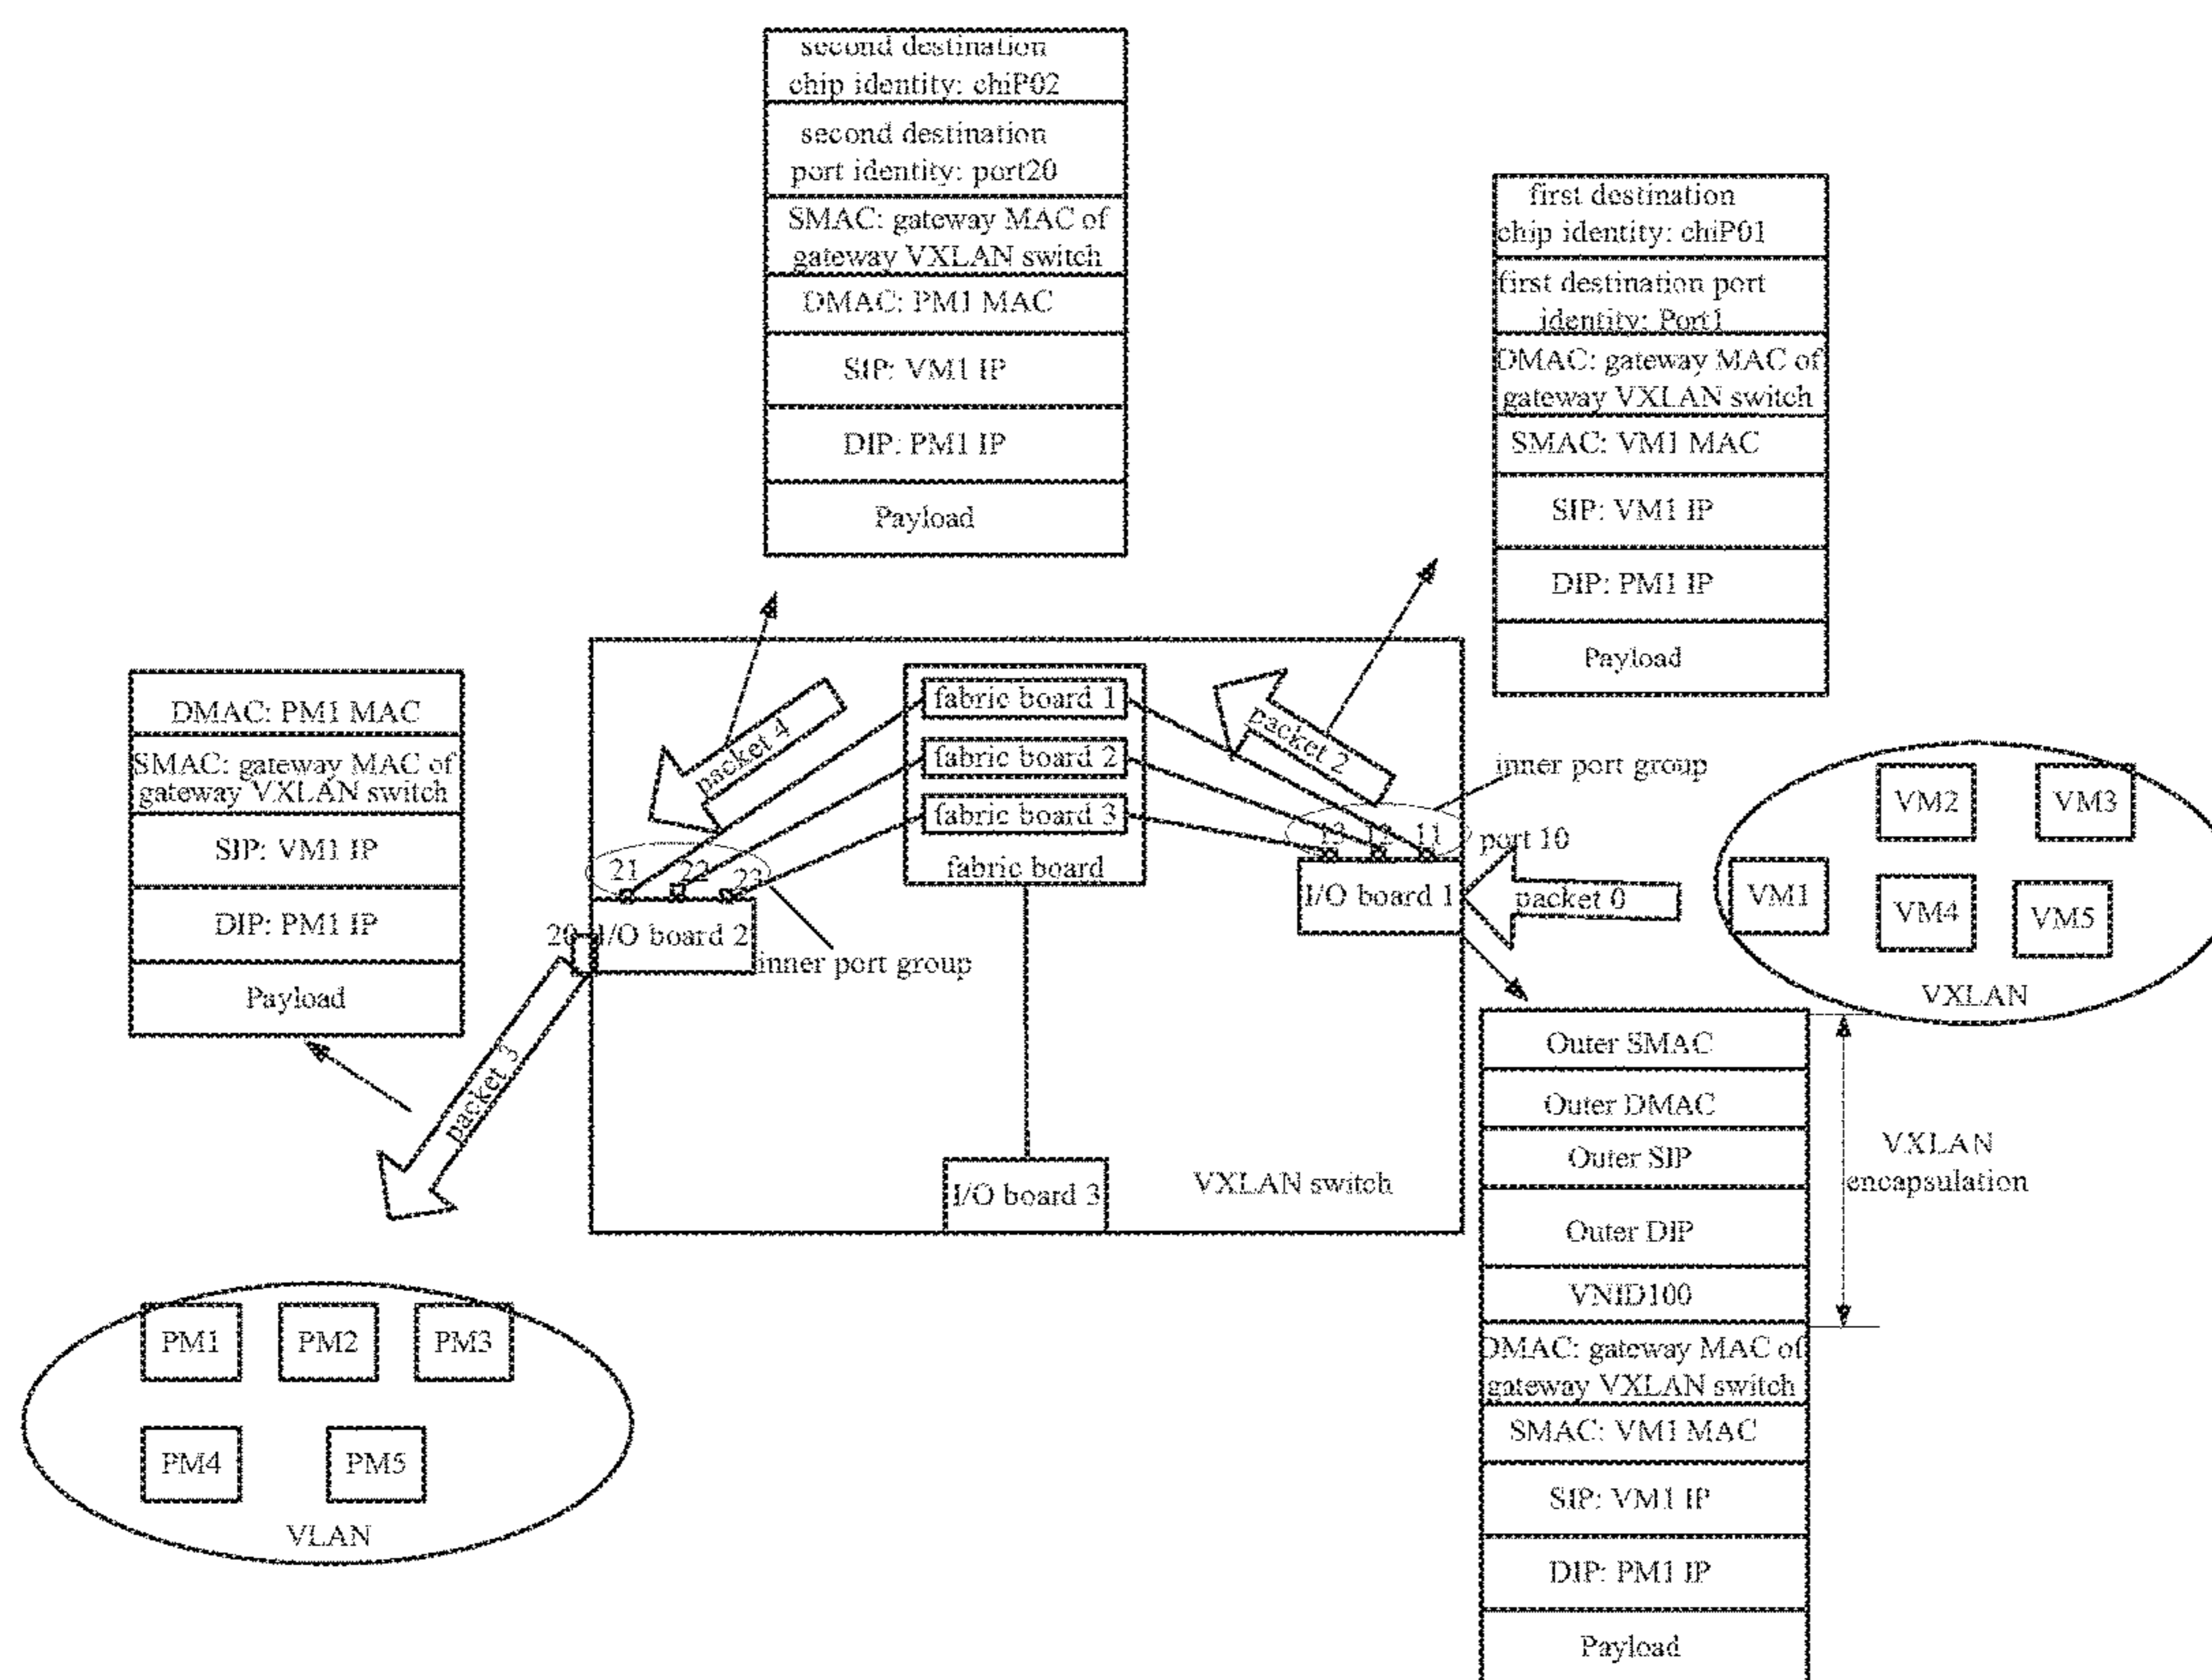 second destination
chip identity: chiP02
second destination
port identity: port20
SMAC: gateway MAC of
gateway VXLAN switch
DMAC: PM1 MAC
SIP: VM1 IP
DIP: PM1 IP
Payload
first destination
chip identity: chiP01
first destination port
identity: Port1
DMAC: gateway MAC of
gateway VXLAN switch
SMAC: VM1 MAC
SIP: VM1 IP
DIP: PM1 IP
Payload
DMAC: PM1 MAC
SMAC: gateway MAC of
gateway VXLAN switch
SIP: VM1 IP
DIP: PM1 IP
Payload
packet 4
fabric board 1
fabric board 2
fabric board 3
fabric board
packet 2
inner port group
13 12 11
port 10
I/O board 1
packet 0
21 22 23
20
I/O board 2
inner port group
packet 3
I/O board 3
VXLAN switch
VM2
VM3
VM1
VM4
VM5
VXLAN
Outer SMAC
Outer DMAC
Outer SIP
Outer DIP
VNID100
VXLAN
encapsulation
DMAC: gateway MAC of
gateway VXLAN switch
SMAC: VM1 MAC
SIP: VM1 IP
DIP: PM1 IP
Payload
PM1
PM2
PM3
PM4
PM5
VLAN